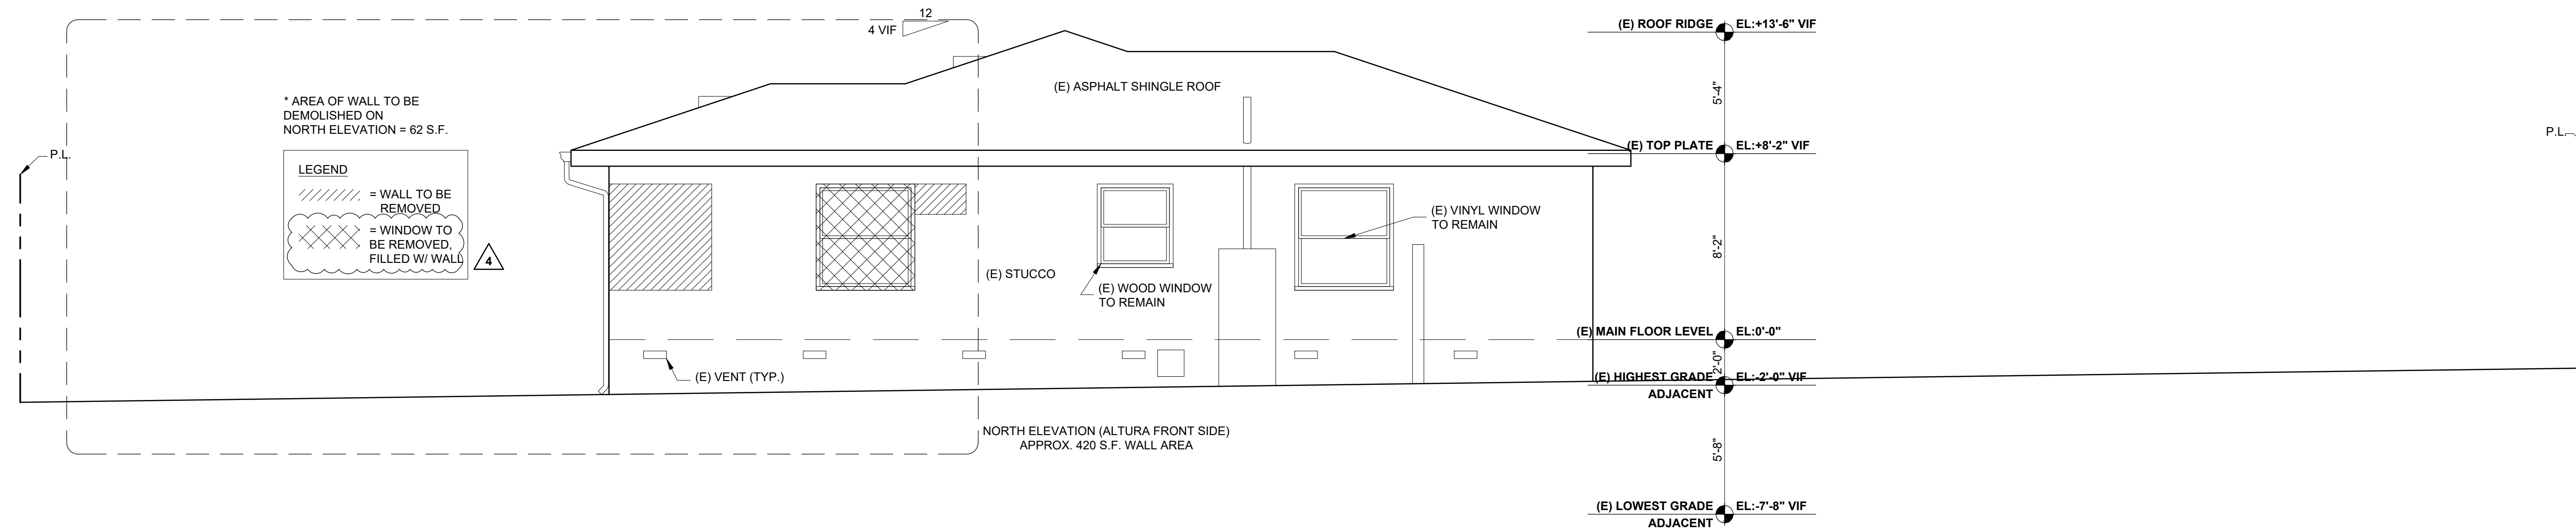 12
4 VIF
(E) ROOF RIDGE EL:+13'-6" VIF
(E) ASPHALT SHINGLE ROOF
5'-4"
* AREA OF WALL TO BE
DEMOLISHED ON
NORTH ELEVATION = 62 S.F.
P.L.
P.L.
(E) TOP PLATE EL:+8'-2" VIF
LEGEND
= WALL TO BE
REMOVED
= WINDOW TO
BE REMOVED,
FILLED W/ WALL
4
(E) VINYL WINDOW
TO REMAIN
8'-2"
(E) STUCCO
(E) WOOD WINDOW
TO REMAIN
(E) MAIN FLOOR LEVEL EL:0'-0"
2'-0"
(E) VENT (TYP.)
(E) HIGHEST GRADE EL:-2'-0" VIF
ADJACENT
NORTH ELEVATION (ALTURA FRONT SIDE)
APPROX. 420 S.F. WALL AREA
5'-8"
(E) LOWEST GRADE EL:-7'-8" VIF
ADJACENT